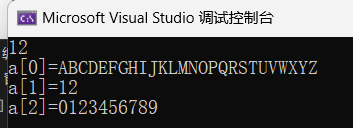 Microsoft Visual Studio 调试控制台
12
a[0]=ABCDEFGHIJKLMNOPQRSTUVWXYZ
a[1]=12
a[2]=0123456789